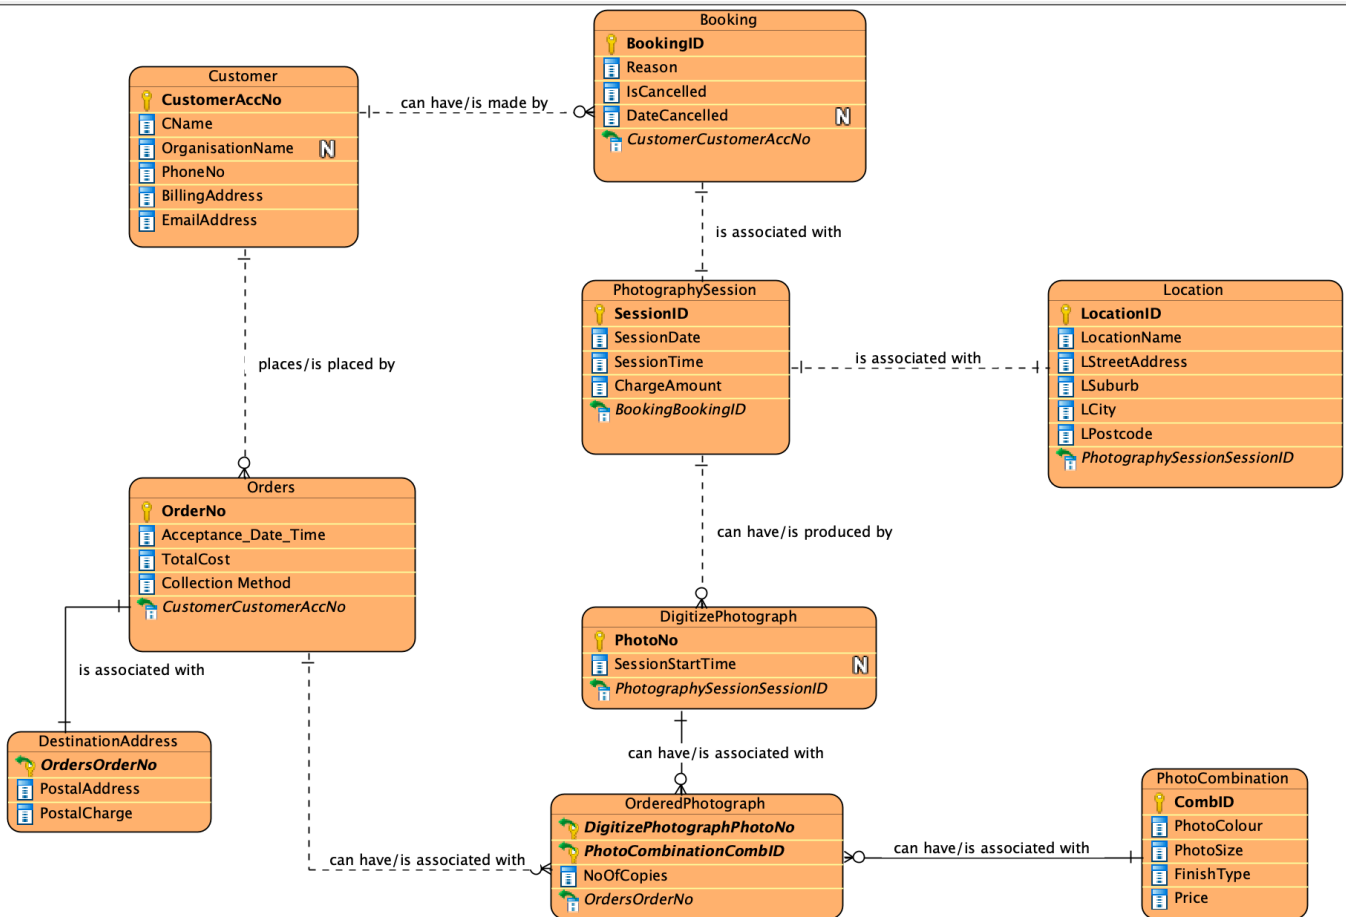 Booking
BookingID
Reason
IsCancelled
DateCancelled N
CustomerCustomerAccNo
Customer
CustomerAccNo
CName
OrganisationName N
PhoneNo
BillingAddress
EmailAddress
can have/is made by
is associated with
PhotographySession
SessionID
SessionDate
SessionTime
ChargeAmount
BookingBookingID
is associated with
Location
LocationID
LocationName
LStreetAddress
LSuburb
LCity
LPostcode
PhotographySessionSessionID
places/is placed by
Orders
OrderNo
Acceptance_Date_Time
TotalCost
Collection Method
CustomerCustomerAccNo
can have/is produced by
DigitizePhotograph
PhotoNo
SessionStartTime N
PhotographySessionSessionID
is associated with
DestinationAddress
OrdersOrderNo
PostalAddress
PostalCharge
can have/is associated with
OrderedPhotograph
DigitizePhotographPhotoNo
PhotoCombinationCombID
NoOfCopies
OrdersOrderNo
can have/is associated with
can have/is associated with
PhotoCombination
CombID
PhotoColour
PhotoSize
FinishType
Price